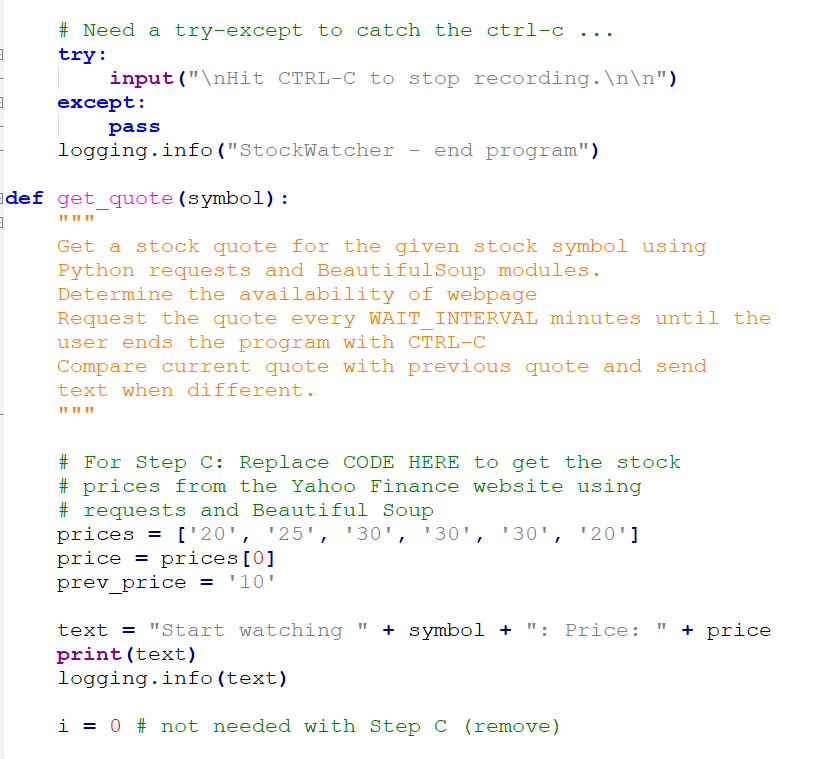 # Need a try-except to catch the ctrl-c ...
    try:
        input("\nHit CTRL-C to stop recording.\n\n")
    except:
        pass
    logging.info("StockWatcher - end program")

def get_quote(symbol):
    """
    Get a stock quote for the given stock symbol using
    Python requests and BeautifulSoup modules.
    Determine the availability of webpage
    Request the quote every WAIT_INTERVAL minutes until the
    user ends the program with CTRL-C
    Compare current quote with previous quote and send
    text when different.
    """

    # For Step C: Replace CODE HERE to get the stock
    # prices from the Yahoo Finance website using
    # requests and Beautiful Soup
    prices = ['20', '25', '30', '30', '30', '20']
    price = prices[0]
    prev_price = '10'

    text = "Start watching " + symbol + ": Price: " + price
    print(text)
    logging.info(text)

    i = 0 # not needed with Step C (remove)